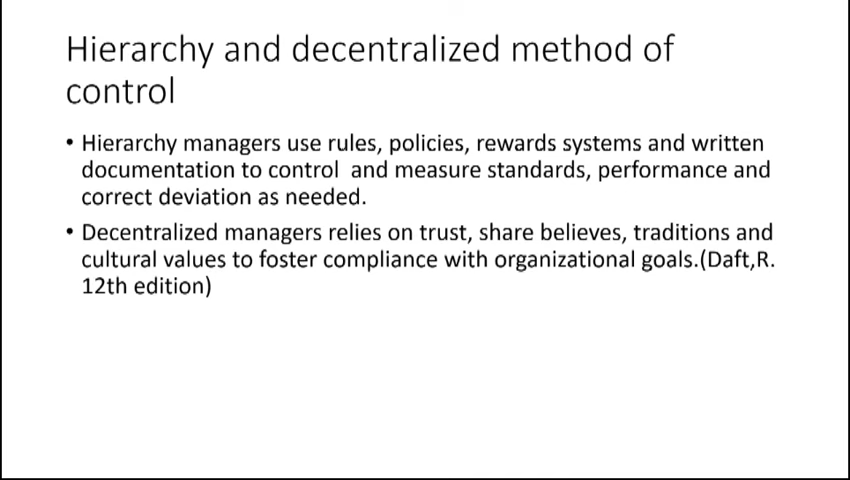 Hierarchy and decentralized method of
control
• Hierarchy managers use rules, policies, rewards systems and written
documentation to control  and measure standards, performance and
correct deviation as needed.
• Decentralized managers relies on trust, share believes, traditions and
cultural values to foster compliance with organizational goals.(Daft,R.
12th edition)